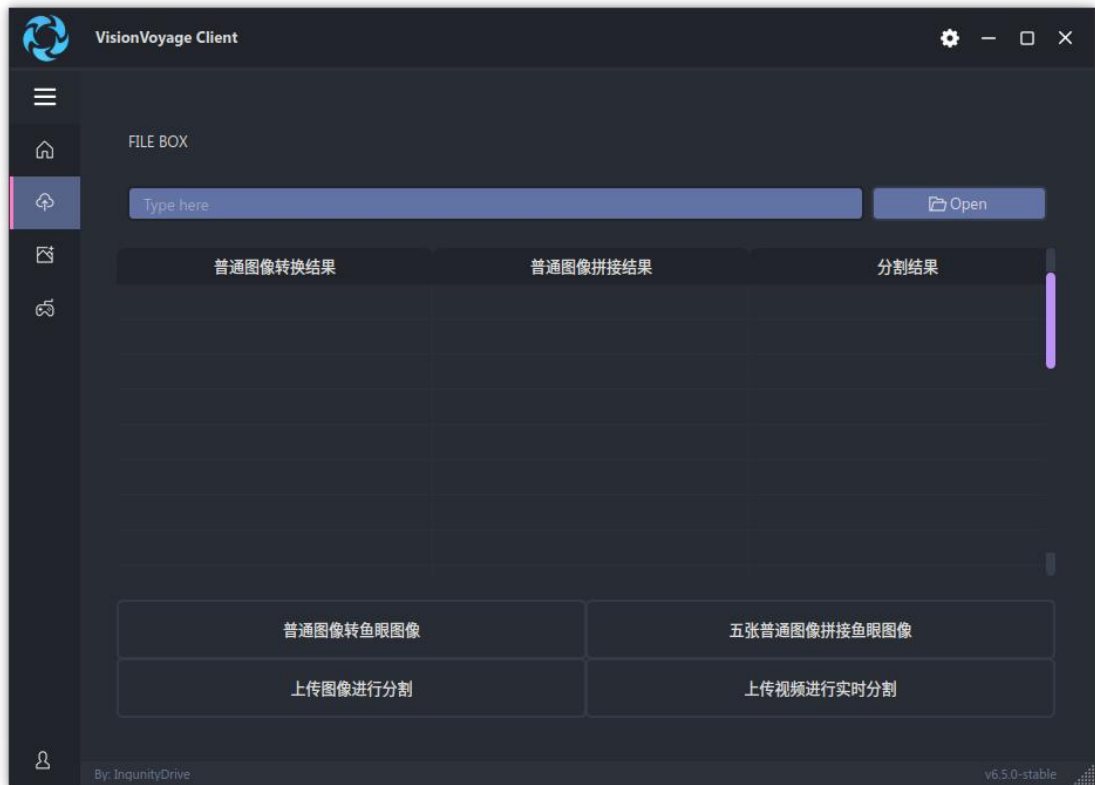 VisionVoyage Client
FILE BOX
Type here
Open
普通图像转换结果
普通图像拼接结果
分割结果
普通图像转鱼眼图像
五张普通图像拼接鱼眼图像
上传图像进行分割
上传视频进行实时分割
By: InqunityDrive
v6.5.0-stable